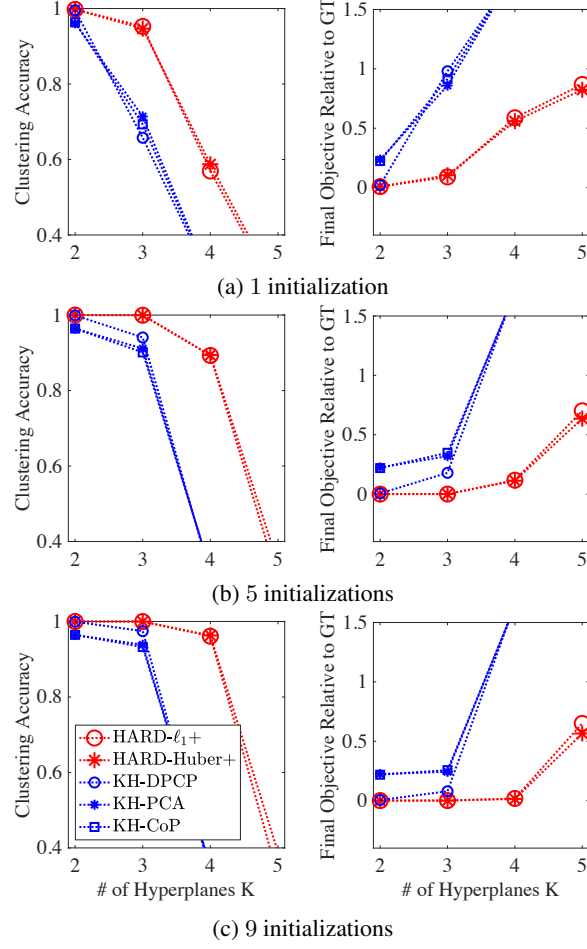 1
0.8
0.6
0.4
2 3 4 5
Clustering Accuracy
1.5
1
0.5
0
2 3 4 5
Final Objective Relative to GT
(a) 1 initialization
1
0.8
0.6
0.4
2 3 4 5
Clustering Accuracy
1.5
1
0.5
0
2 3 4 5
Final Objective Relative to GT
(b) 5 initializations
1
0.8
0.6
0.4
2 3 4 5
Clustering Accuracy
# of Hyperplanes K
HARD-ℓ₁+
HARD-Huber+
KH-DPCP
KH-PCA
KH-CoP
1.5
1
0.5
0
2 3 4 5
Final Objective Relative to GT
# of Hyperplanes K
(c) 9 initializations